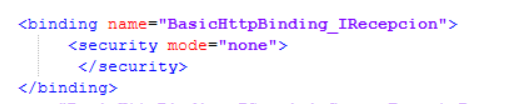 <binding name="BasicHttpBinding_IRecepcion">
<security mode="none">
</security>
</binding>